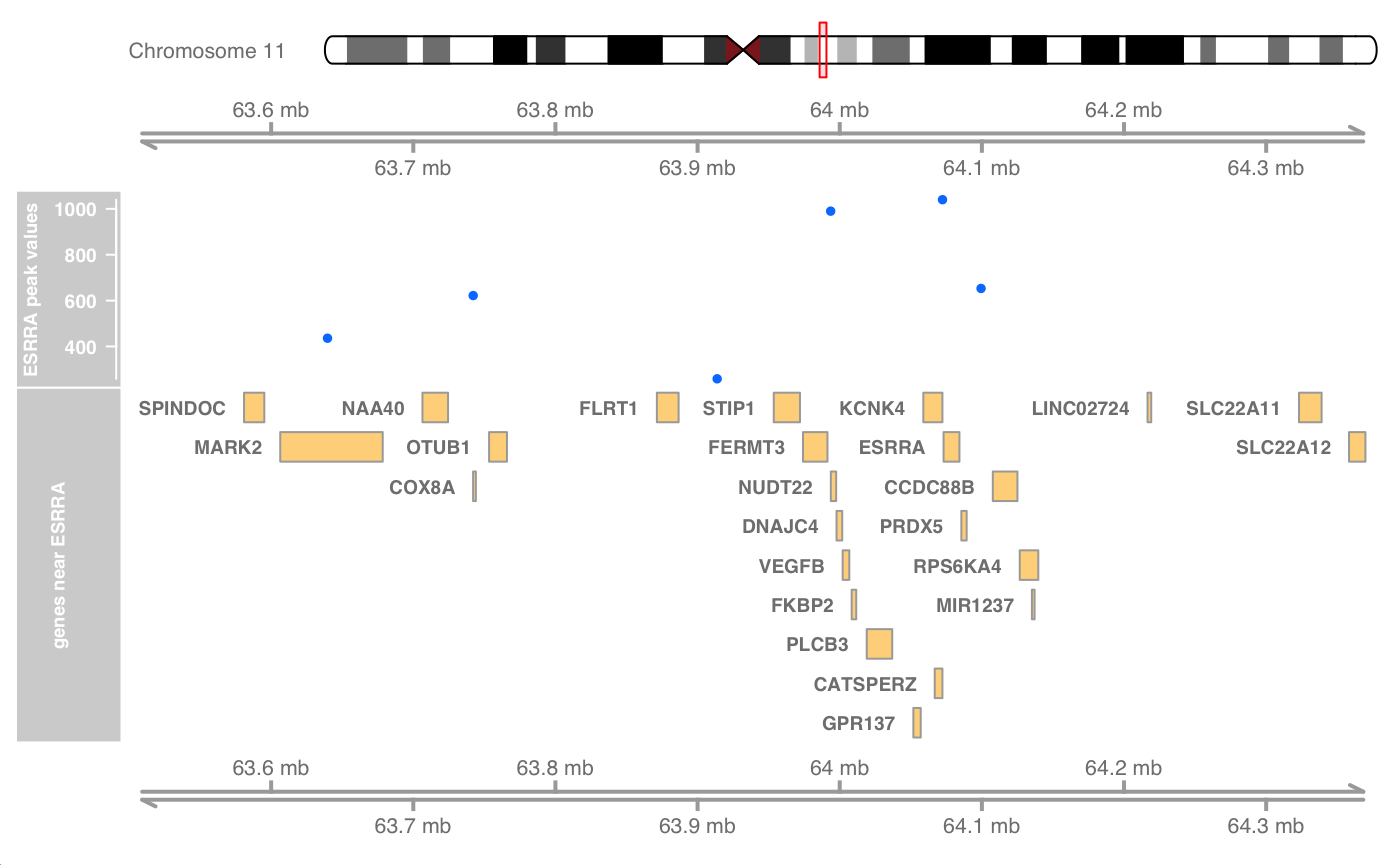 Chromosome 11
63.6 mb 63.8 mb 64 mb 64.2 mb
63.7 mb 63.9 mb 64.1 mb 64.3 mb
ESRRA peak values
1000
800
600
400
genes near ESRRA
SPINDOC NAA40 FLRT1 STIP1 KCNK4 LINC02724 SLC22A11
MARK2 OTUB1 FERMT3 ESRRA SLC22A12
COX8A NUDT22 CCDC88B
DNAJC4 PRDX5
VEGFB RPS6KA4
FKBP2 MIR1237
PLCB3
CATSPERZ
GPR137
63.6 mb 63.8 mb 64 mb 64.2 mb
63.7 mb 63.9 mb 64.1 mb 64.3 mb